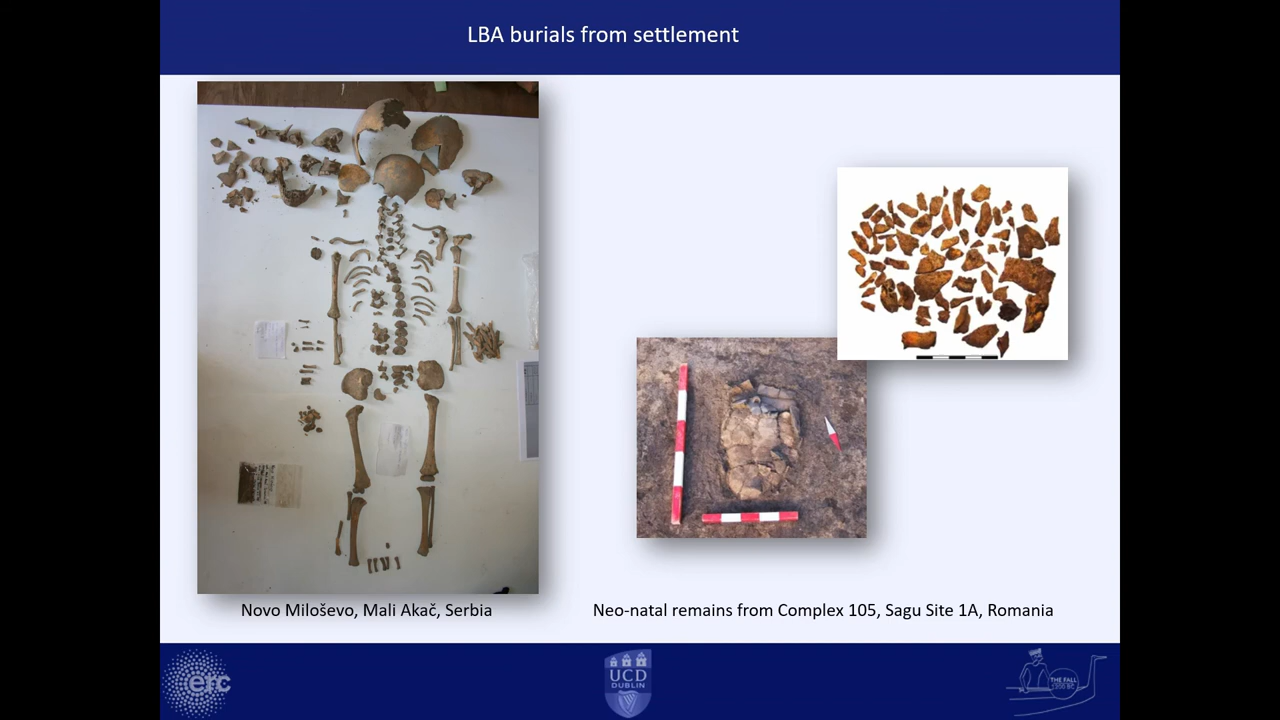 LBA burials from settlement
Novo Miloševo, Mali Akač, Serbia
Neo-natal remains from Complex 105, Sagu Site 1A, Romania
erc
UCD
DUBLIN
THE FALL
1200 BC